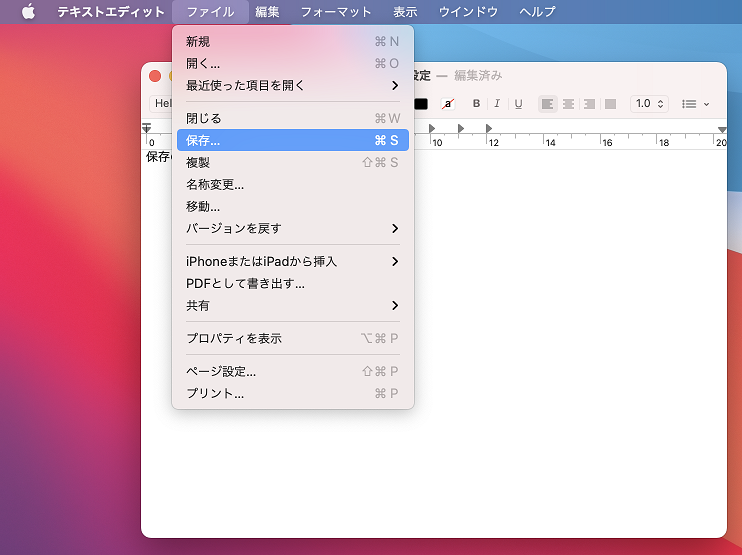 テキストエディット ファイル 編集 フォーマット 表示 ウインドウ ヘルプ
新規 ⌘N
開く... ⌘O
最近使った項目を開く
閉じる ⌘W
保存... ⌘S
複製 ⇧⌘S
名称変更...
移動...
バージョンを戻す
iPhoneまたはiPadから挿入
PDFとして書き出す...
共有
プロパティを表示 ⌥⌘P
ページ設定... ⇧⌘P
プリント... ⌘P
設定 — 編集済み
Hel a B I U 1.0
0 10 12 14 16 18 20
保存